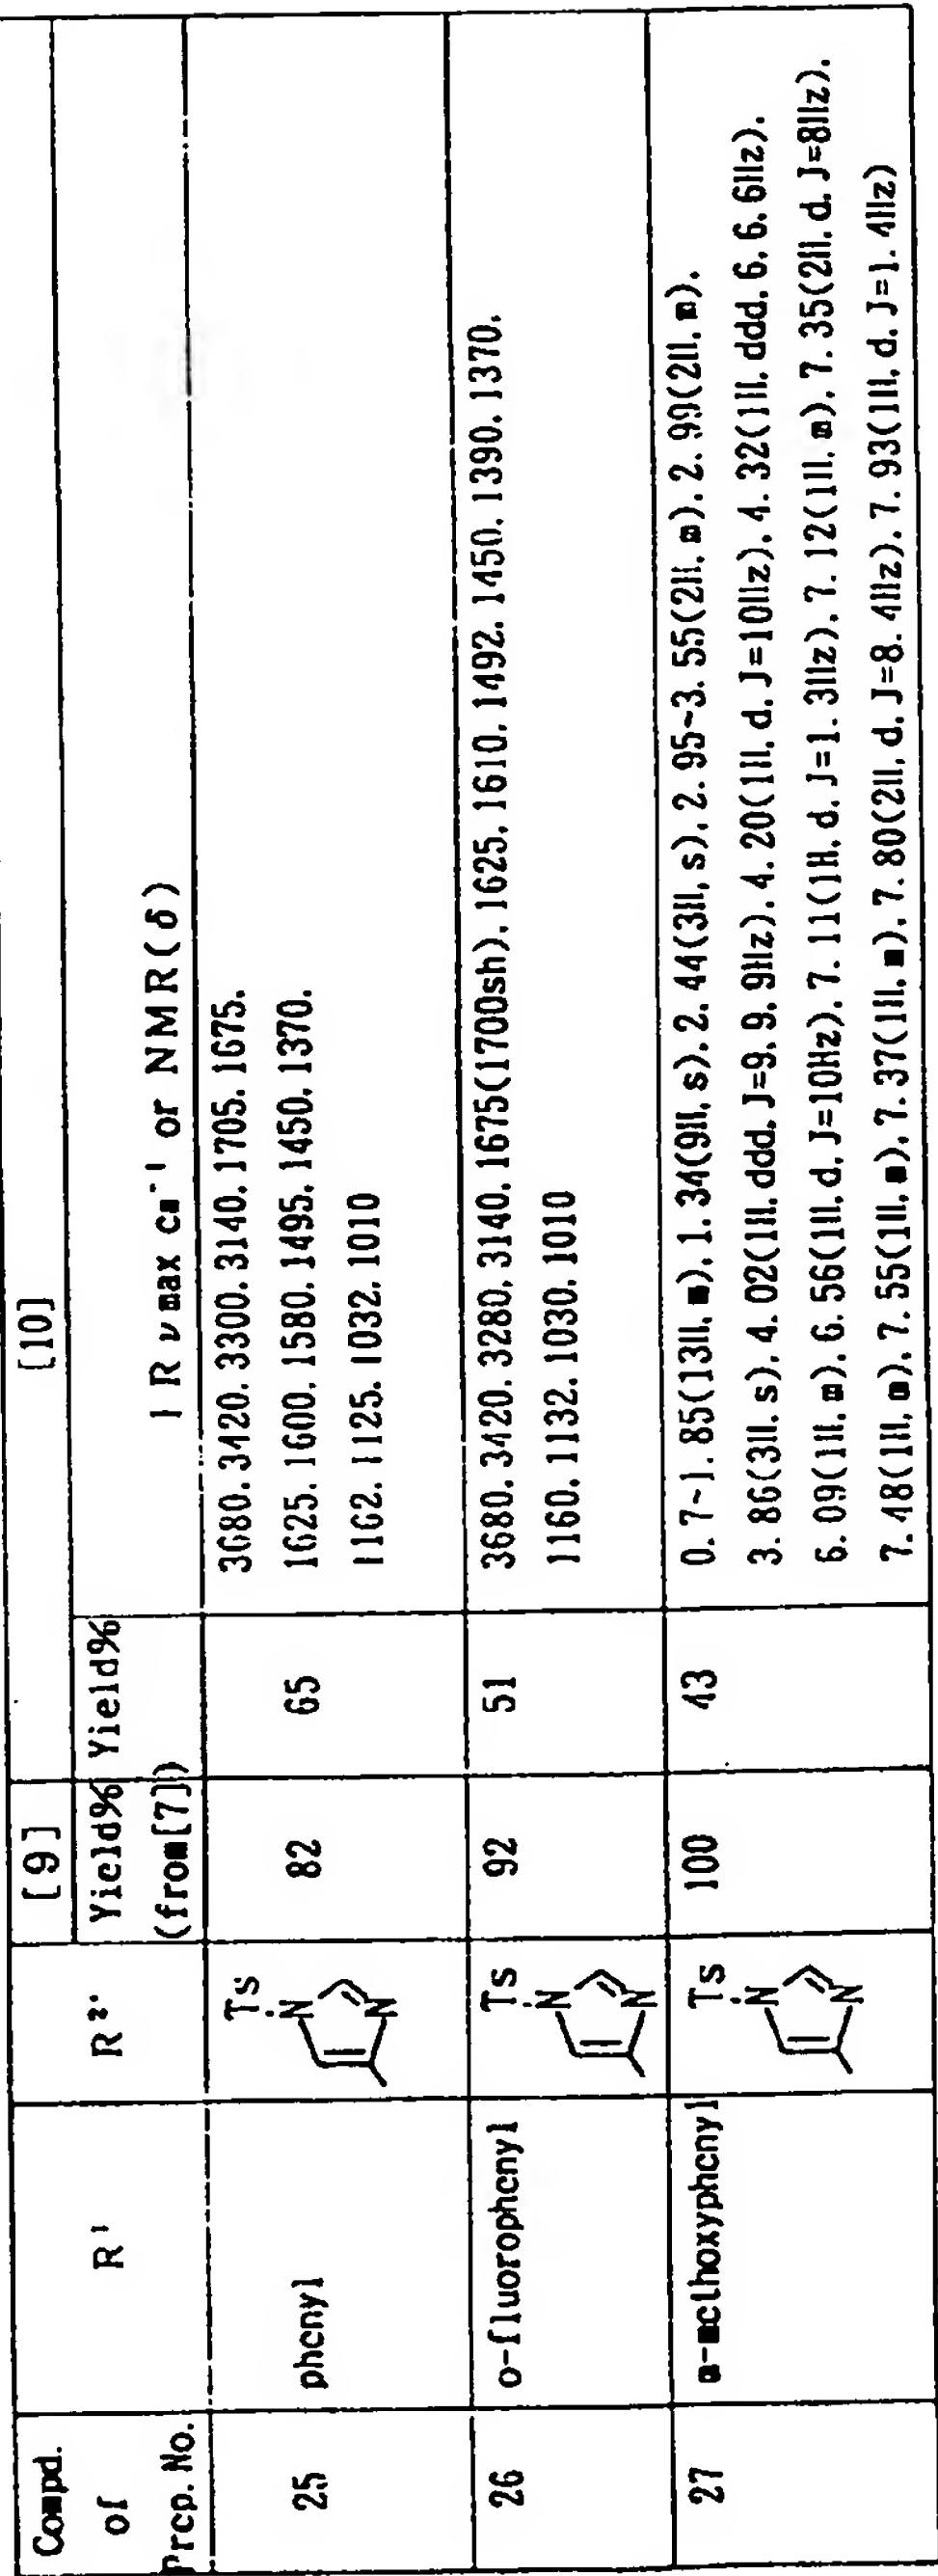 Compd. of Prep. No.
R¹
R²'
[9]
Yield% (from[7])
[10]
Yield%
IR ν max cm⁻¹ or NMR(δ)
25
phenyl
Ts
N
N
82
65
3680. 3420. 3300. 3140. 1705. 1675.
1625. 1600. 1580. 1495. 1450. 1370.
1162. 1125. 1032. 1010
26
o-fluorophenyl
Ts
N
N
92
51
3680. 3420. 3280. 3140. 1675(1700sh). 1625. 1610. 1492. 1450. 1390. 1370.
1160. 1132. 1030. 1010
27
m-methoxyphenyl
Ts
N
N
100
43
0. 7~1. 85(13H. m). 1. 34(9H. s). 2. 44(3H. s). 2. 95~3. 55(2H. m). 2. 99(2H. m).
3. 86(3H. s). 4. 02(1H. ddd. J=9. 9. 9Hz). 4. 20(1H. d. J=10Hz). 4. 32(1H. ddd. 6. 6. 6Hz).
6. 09(1H. m). 6. 56(1H. d. J=10Hz). 7. 11(1H. d. J=1. 3Hz). 7. 12(1H. m). 7. 35(2H. d. J=8Hz).
7. 48(1H. m). 7. 55(1H. m). 7. 37(1H. m). 7. 80(2H. d. J=8. 4Hz). 7. 93(1H. d. J=1. 4Hz)